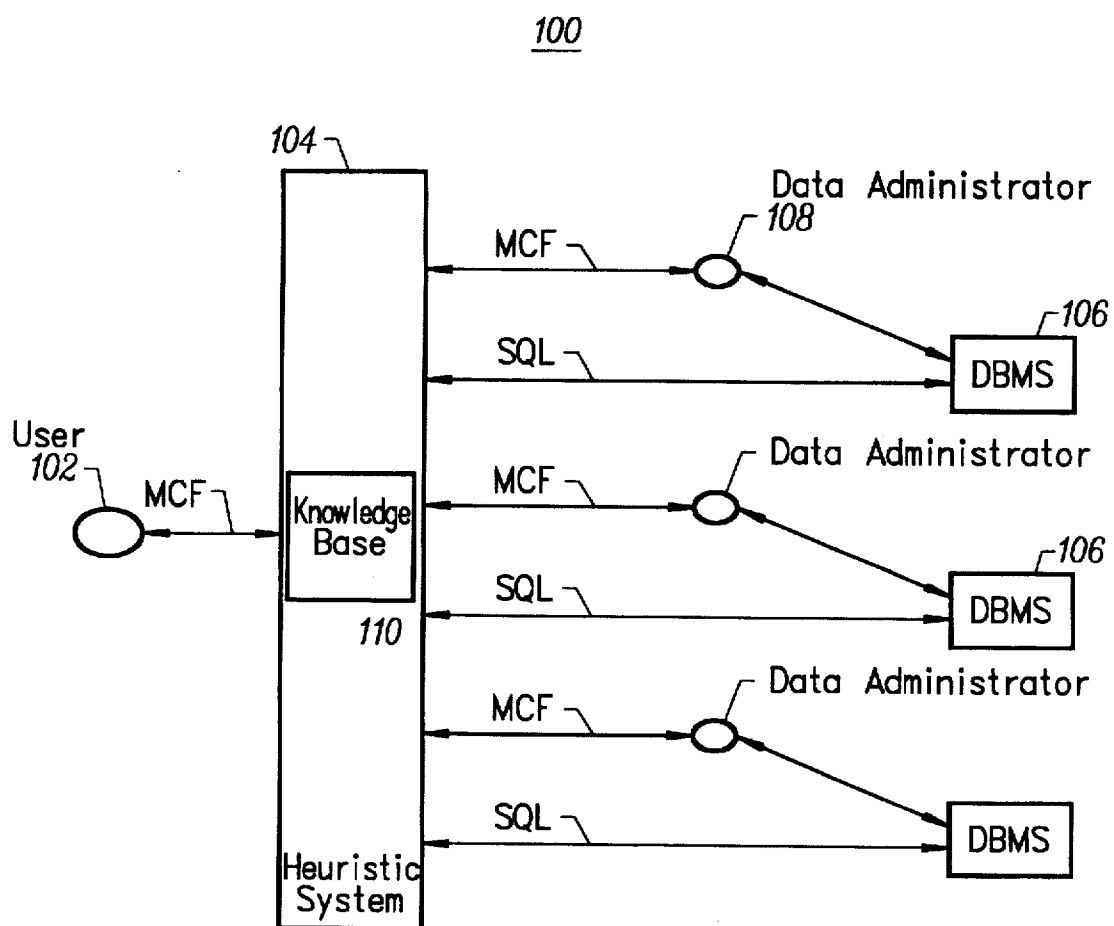 100
104
Data Administrator
108
MCF
106
SQL
DBMS
User
102
MCF
Knowledge
Base
110
Data Administrator
MCF
106
SQL
DBMS
Data Administrator
MCF
SQL
DBMS
Heuristic
System